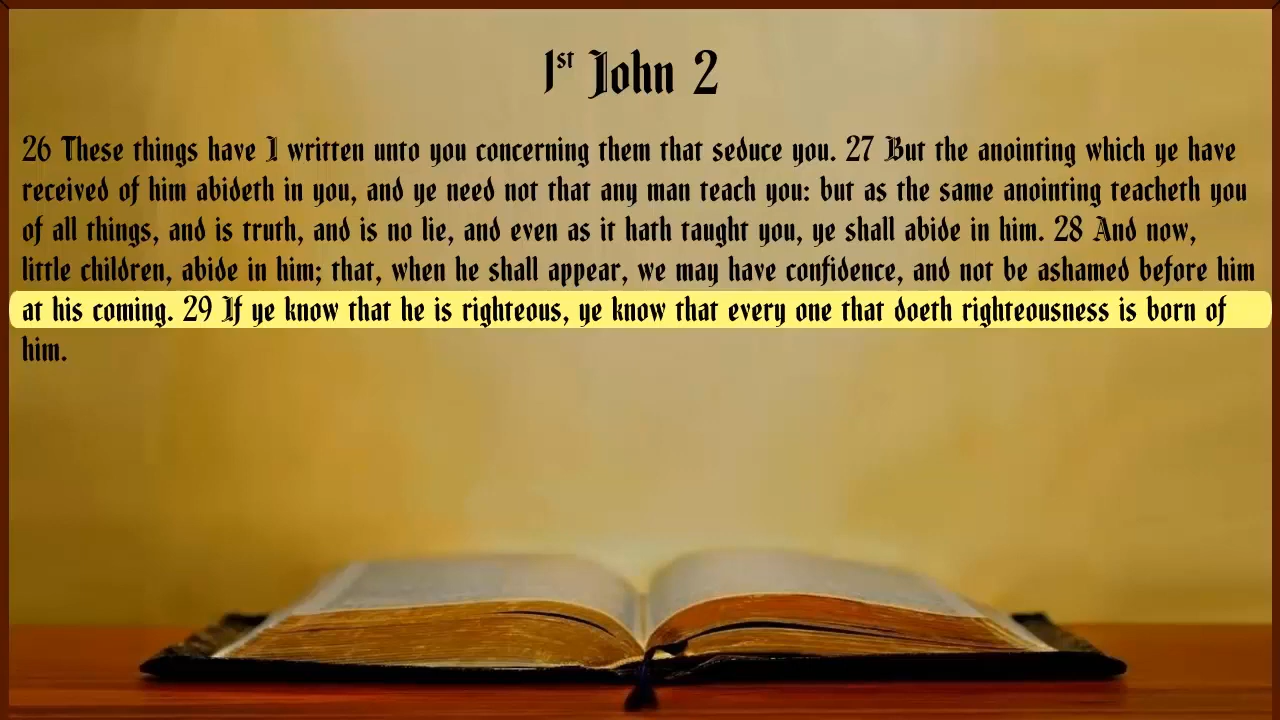 1st John 2
26 These things have I written unto you concerning them that seduce you. 27 But the anointing which ye have
received of him abideth in you, and ye need not that any man teach you: but as the same anointing teacheth you
of all things, and is truth, and is no lie, and even as it hath taught you, ye shall abide in him. 28 And now,
little children, abide in him; that, when he shall appear, we may have confidence, and not be ashamed before him
at his coming. 29 If ye know that he is righteous, ye know that every one that doeth righteousness is born of
him.